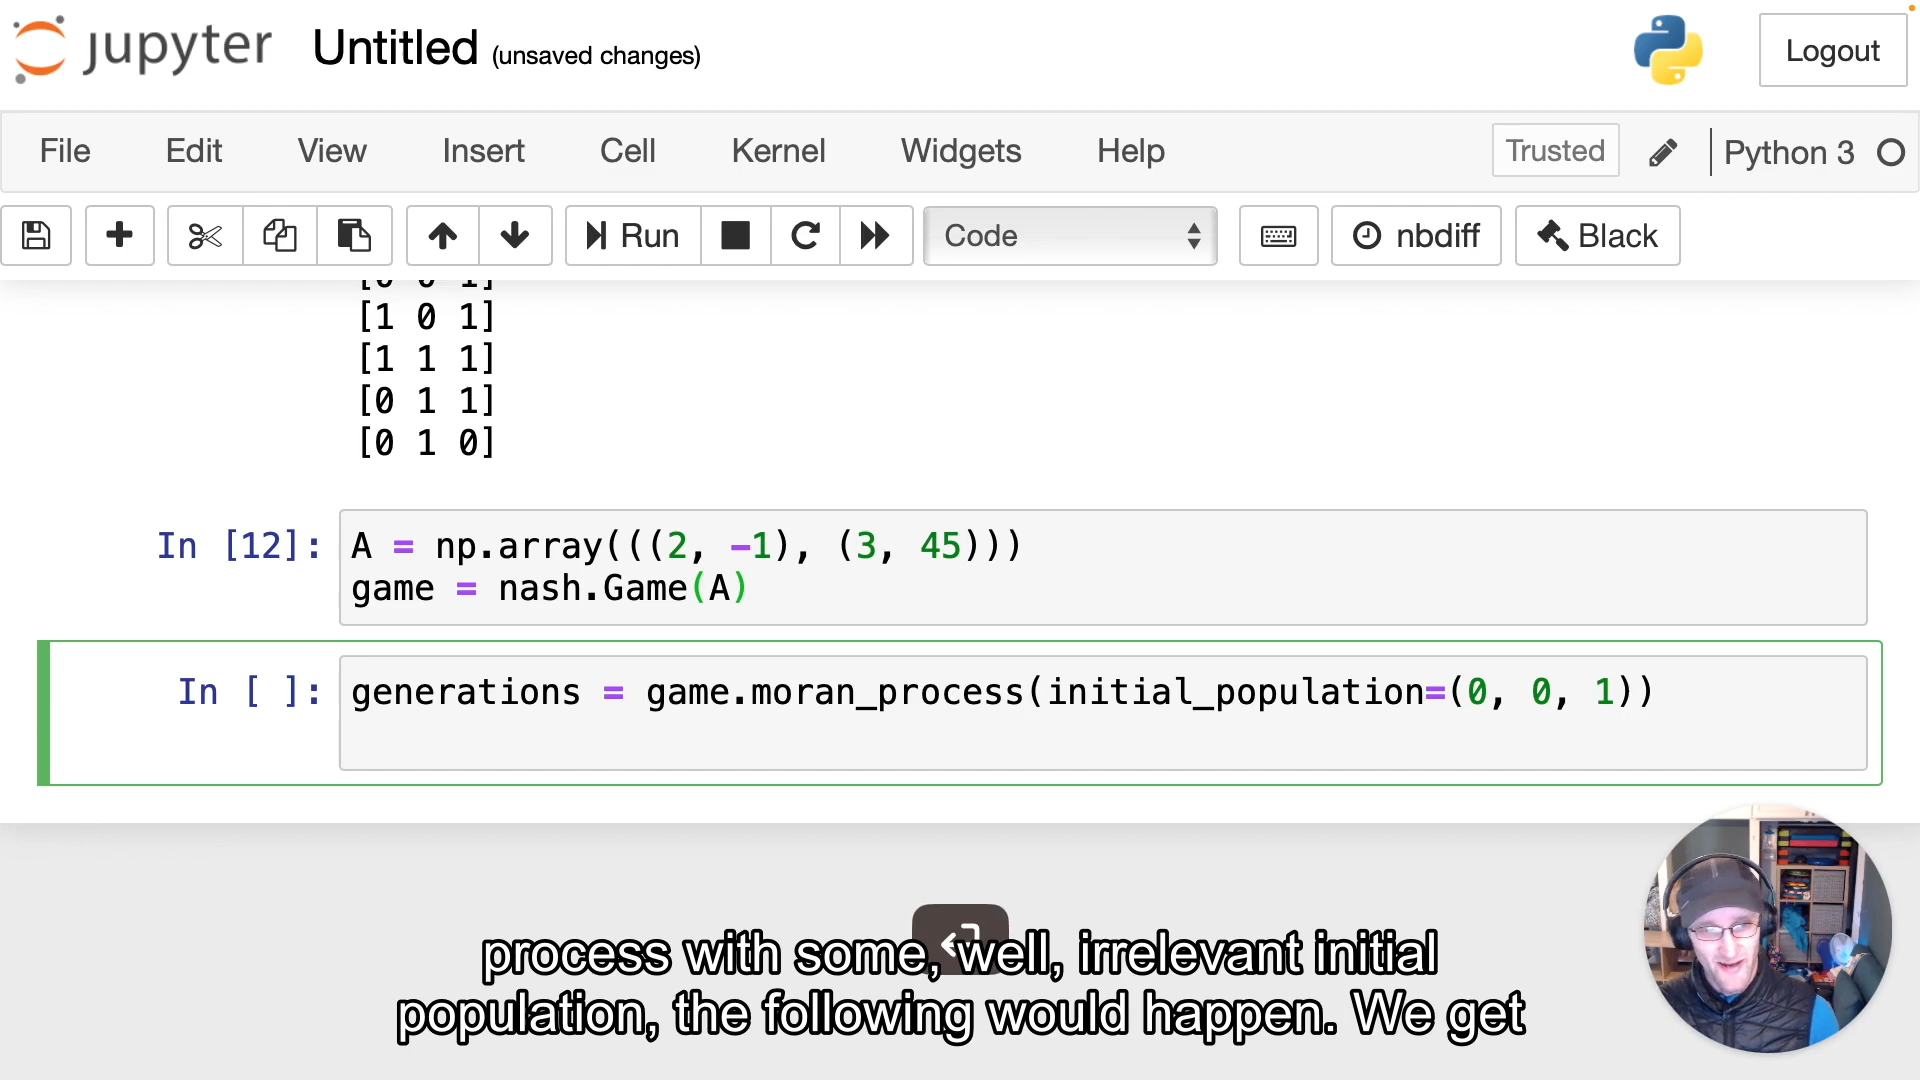 jupyter Untitled (unsaved changes) Logout
File Edit View Insert Cell Kernel Widgets Help Trusted Python 3
Run Code nbdiff Black
[0 0 1]
[1 0 1]
[1 1 1]
[0 1 1]
[0 1 0]
In [12]: A = np.array(((2, -1), (3, 45)))
game = nash.Game(A)
In [ ]: generations = game.moran_process(initial_population=(0, 0, 1))
process with some, well, irrelevant initial
population, the following would happen. We get